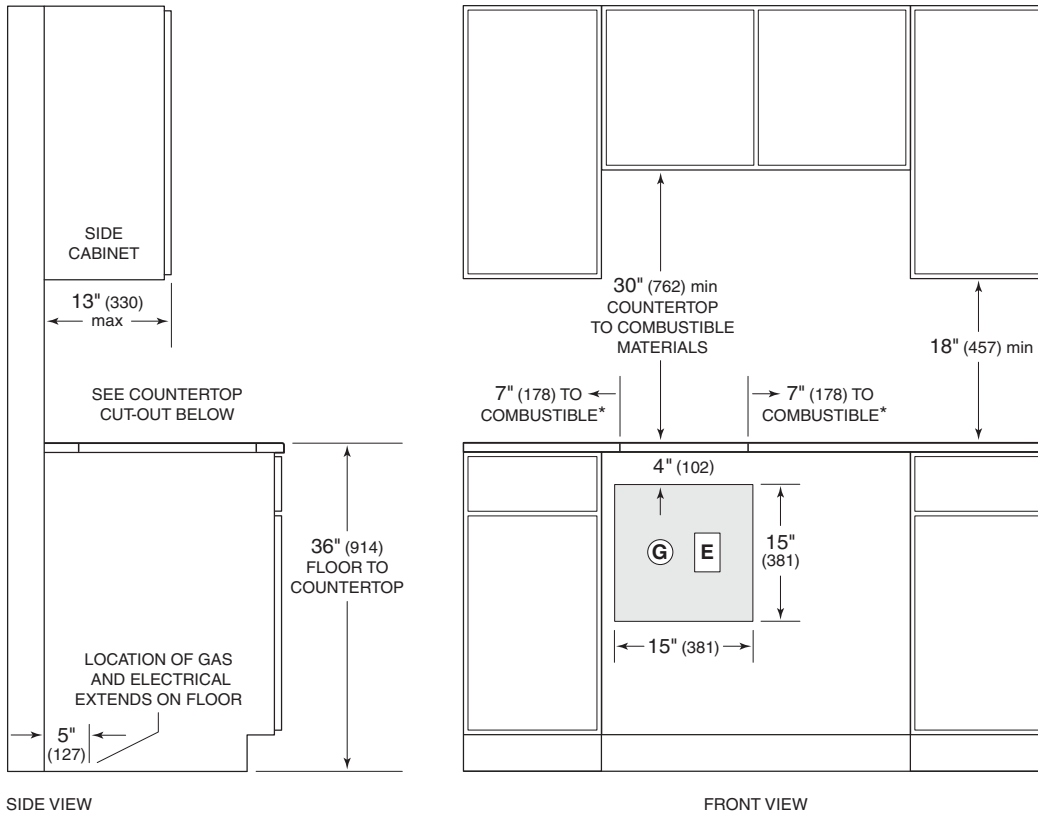 SIDE
CABINET
13" (330)
max
SEE COUNTERTOP
CUT-OUT BELOW
36" (914)
FLOOR TO
COUNTERTOP
LOCATION OF GAS
AND ELECTRICAL
EXTENDS ON FLOOR
5"
(127)
SIDE VIEW
30" (762) min
COUNTERTOP
TO COMBUSTIBLE
MATERIALS
18" (457) min
7" (178) TO
COMBUSTIBLE*
7" (178) TO
COMBUSTIBLE*
4" (102)
G
E
15"
(381)
15" (381)
FRONT VIEW